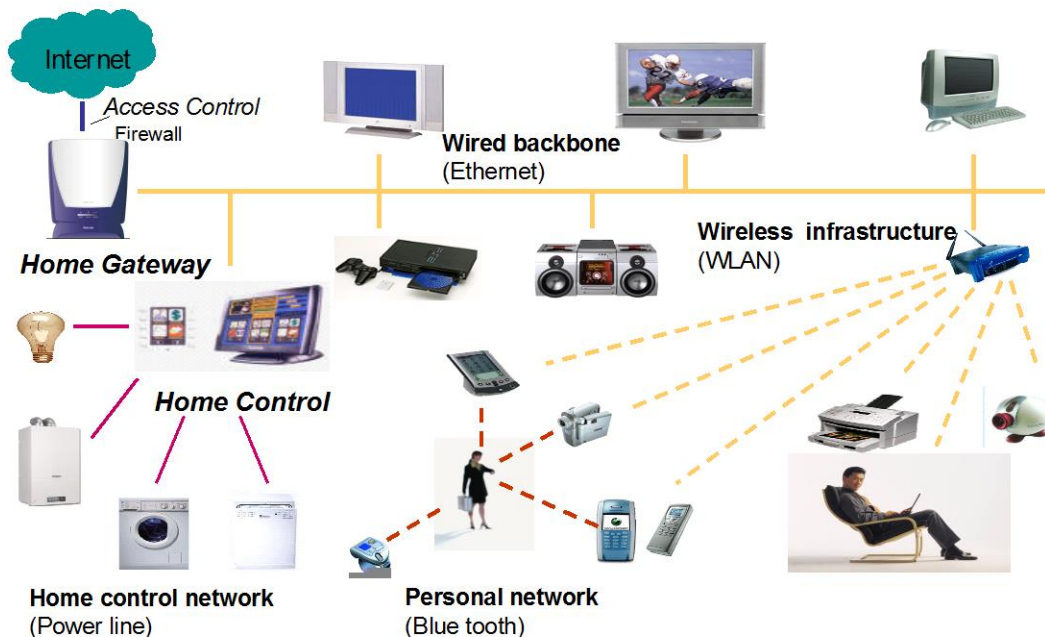 Internet
Access Control
Firewall
Wired backbone
(Ethernet)
Home Gateway
Wireless infrastructure
(WLAN)
Home Control
Home control network
(Power line)
Personal network
(Blue tooth)